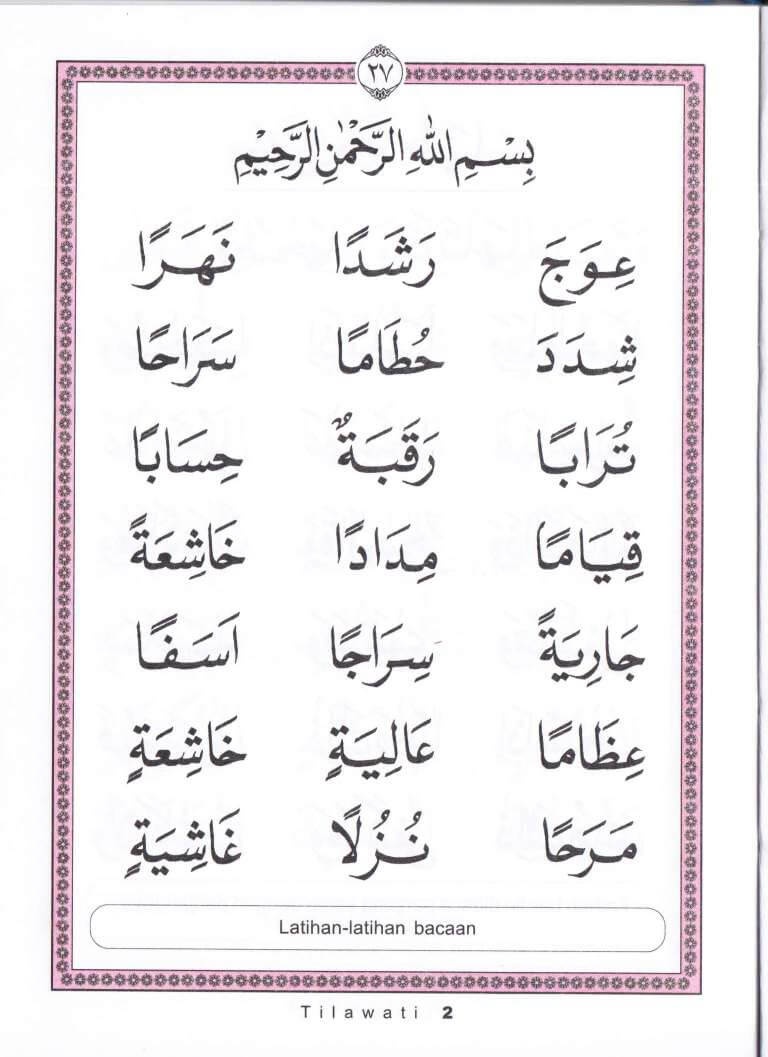 ٢٧
بِسْمِ اللّٰهِ الرَّحْمٰنِ الرَّحِيْمِ
عِوَجَ رَشَدًا نَهَرًا
شِدَدَ حُطَامًا سَرَاحًا
تُرَابًا رَقَبَةٌ حِسَابًا
قِيَامًا مِدَادًا خَاشِعَةً
جَارِيَةً سِرَاجًا اَسَفًا
عِظَامًا عَالِيَةٍ خَاشِعَةٍ
مَرَحًا نُزُلًا غَاشِيَةٍ
Latihan-latihan bacaan
Tilawati 2